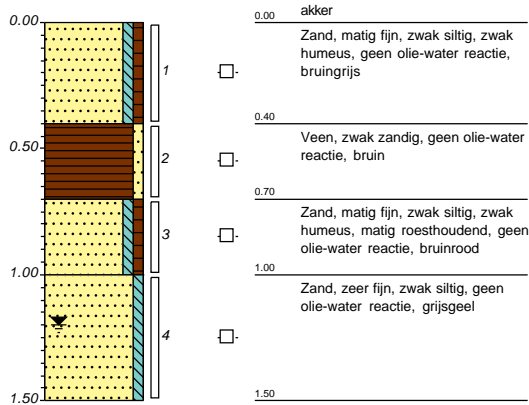 0.00
0.50
1.00
1.50
1
2
3
4
0.00
akker
Zand, matig fijn, zwak siltig, zwak
humeus, geen olie-water reactie,
bruingrijs
0.40
Veen, zwak zandig, geen olie-water
reactie, bruin
0.70
Zand, matig fijn, zwak siltig, zwak
humeus, matig roesthoudend, geen
olie-water reactie, bruinrood
1.00
Zand, zeer fijn, zwak siltig, geen
olie-water reactie, grijsgeel
1.50